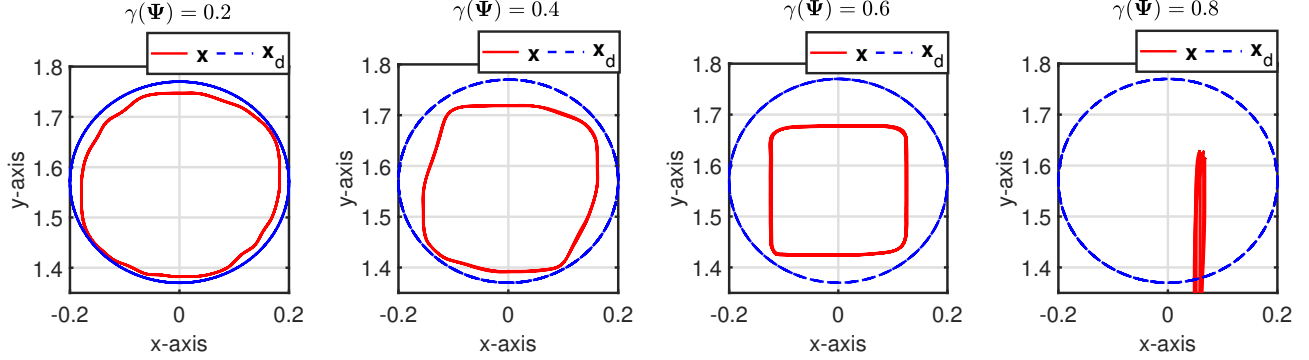 γ(Ψ) = 0.2
x x_d
1.8
1.7
1.6
1.5
1.4
y-axis
-0.2 0 0.2
x-axis
γ(Ψ) = 0.4
x x_d
1.8
1.7
1.6
1.5
1.4
y-axis
-0.2 0 0.2
x-axis
γ(Ψ) = 0.6
x x_d
1.8
1.7
1.6
1.5
1.4
y-axis
-0.2 0 0.2
x-axis
γ(Ψ) = 0.8
x x_d
1.8
1.7
1.6
1.5
1.4
y-axis
-0.2 0 0.2
x-axis